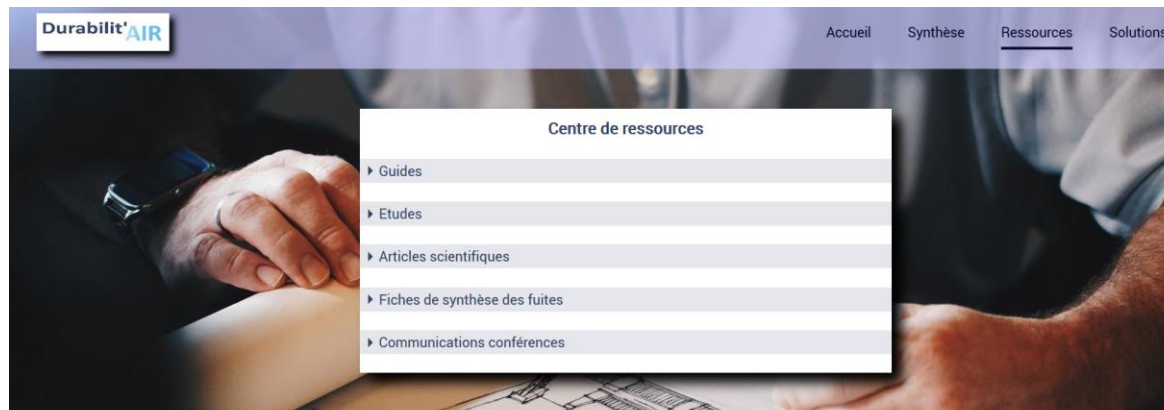 Durabilit'AIR
Accueil Synthèse Ressources Solutions
Centre de ressources
Guides
Etudes
Articles scientifiques
Fiches de synthèse des fuites
Communications conférences